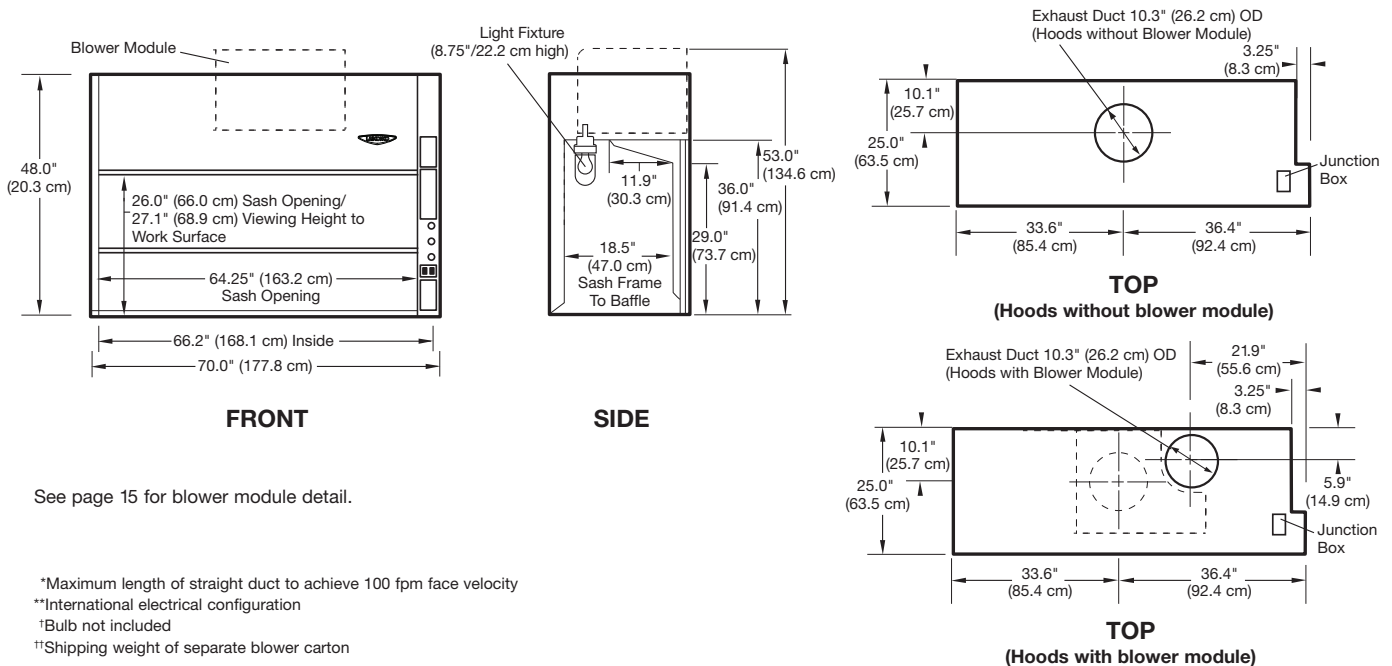 Blower Module
48.0"
(20.3 cm)
26.0" (66.0 cm) Sash Opening/
27.1" (68.9 cm) Viewing Height to
Work Surface
64.25" (163.2 cm)
Sash Opening
66.2" (168.1 cm) Inside
70.0" (177.8 cm)
FRONT
Light Fixture
(8.75"/22.2 cm high)
11.9"
(30.3 cm)
18.5"
(47.0 cm)
Sash Frame
To Baffle
53.0"
(134.6 cm)
36.0"
(91.4 cm)
29.0"
(73.7 cm)
SIDE
Exhaust Duct 10.3" (26.2 cm) OD
(Hoods without Blower Module)
3.25"
(8.3 cm)
10.1"
(25.7 cm)
25.0"
(63.5 cm)
Junction
Box
33.6"
(85.4 cm)
36.4"
(92.4 cm)
TOP
(Hoods without blower module)
Exhaust Duct 10.3" (26.2 cm) OD
(Hoods with Blower Module)
21.9"
(55.6 cm)
3.25"
(8.3 cm)
10.1"
(25.7 cm)
25.0"
(63.5 cm)
5.9"
(14.9 cm)
Junction
Box
33.6"
(85.4 cm)
36.4"
(92.4 cm)
TOP
(Hoods with blower module)
See page 15 for blower module detail.
*Maximum length of straight duct to achieve 100 fpm face velocity
**International electrical configuration
†Bulb not included
††Shipping weight of separate blower carton